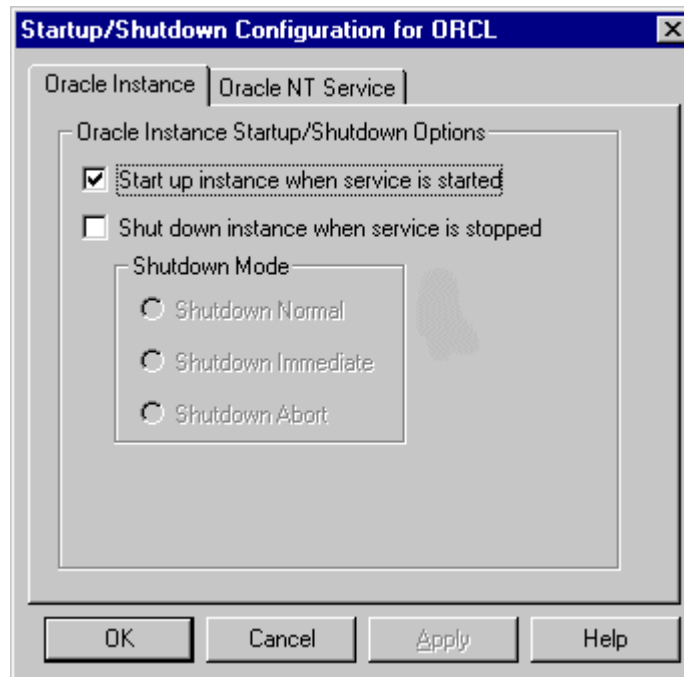 Startup/Shutdown Configuration for ORCL
Oracle Instance Oracle NT Service
Oracle Instance Startup/Shutdown Options
Start up instance when service is started
Shut down instance when service is stopped
Shutdown Mode
Shutdown Normal
Shutdown Immediate
Shutdown Abort
OK Cancel Apply Help